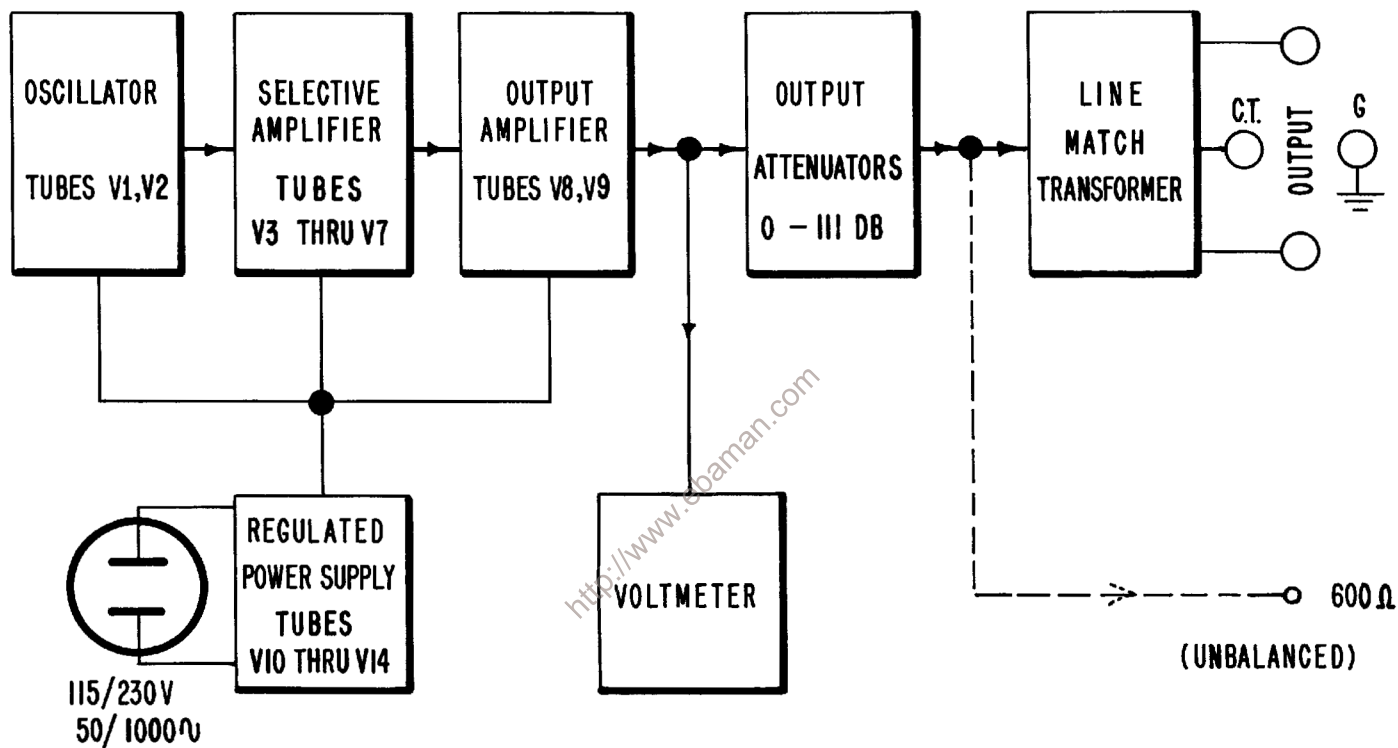 OSCILLATOR
TUBES V1,V2
SELECTIVE
AMPLIFIER
TUBES
V3 THRU V7
OUTPUT
AMPLIFIER
TUBES V8,V9
OUTPUT
ATTENUATORS
0 – 111 DB
LINE
MATCH
TRANSFORMER
C.T.
OUTPUT
G
REGULATED
POWER SUPPLY
TUBES
V10 THRU V14
115/230V
50/1000∿
VOLTMETER
600Ω
(UNBALANCED)
http://www.ebaman.com